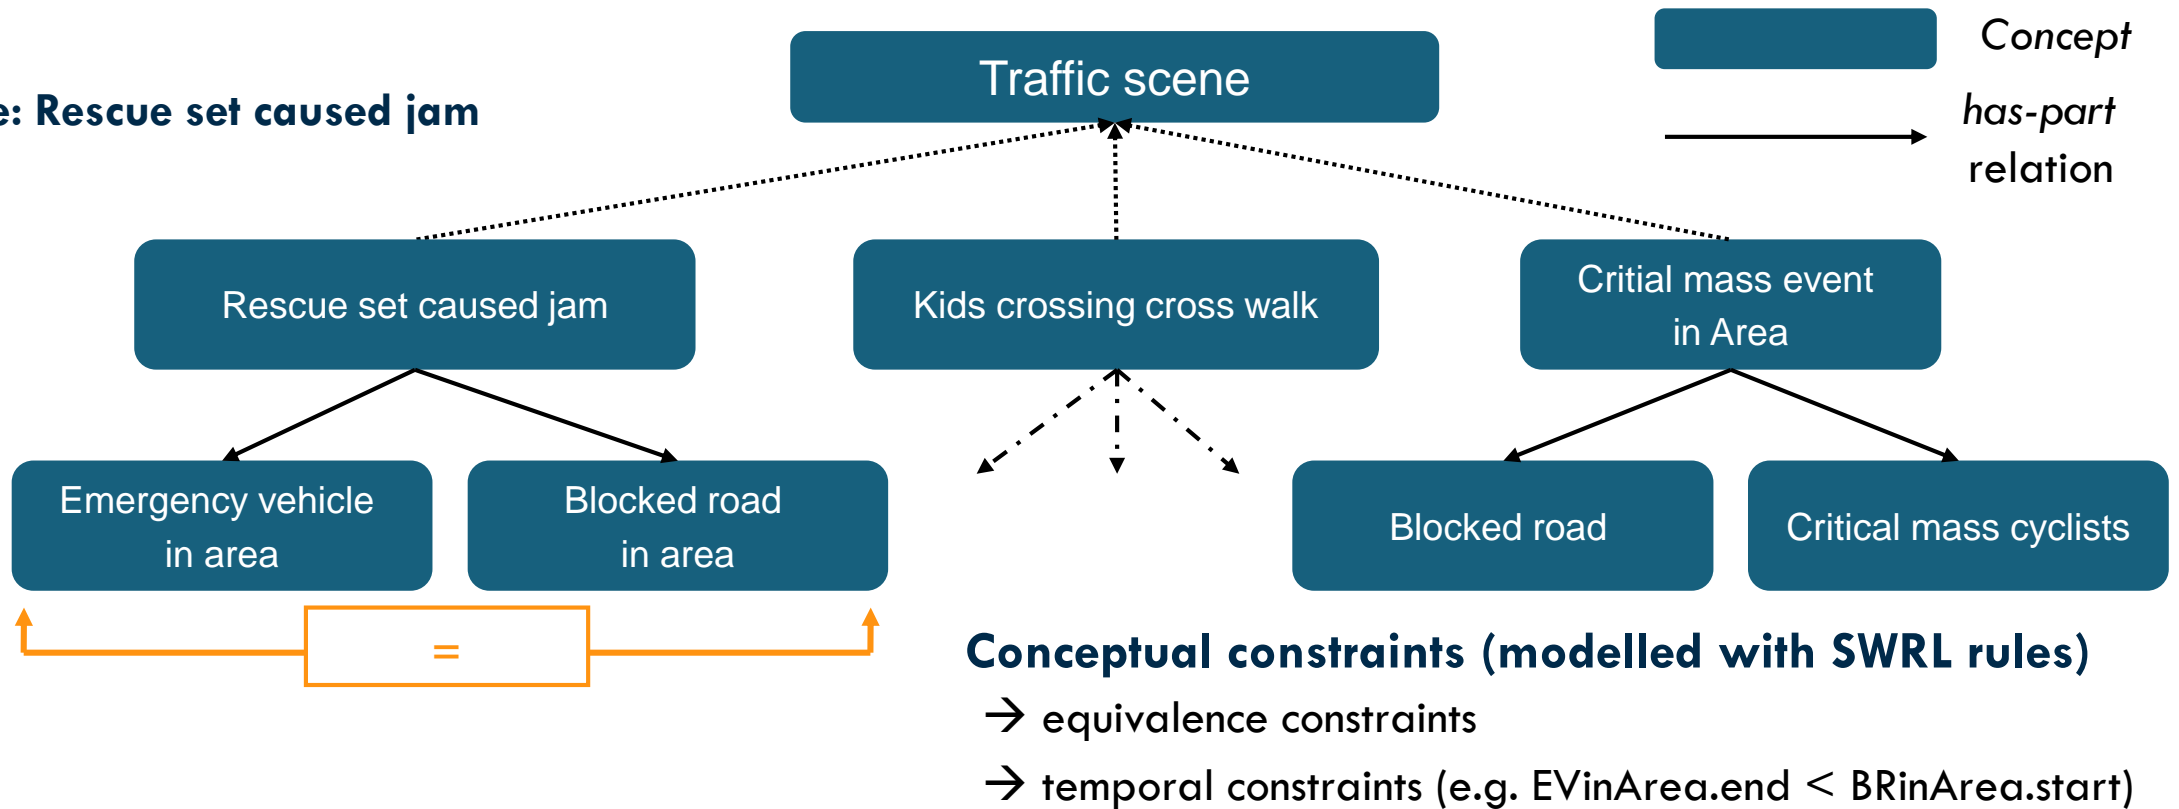 Traffic scene
Concept
has-part
relation
e: Rescue set caused jam
Rescue set caused jam
Kids crossing cross walk
Critial mass event
in Area
Emergency vehicle
in area
Blocked road
in area
Blocked road
Critical mass cyclists
=
Conceptual constraints (modelled with SWRL rules)
→ equivalence constraints
→ temporal constraints (e.g. EVinArea.end < BRinArea.start)